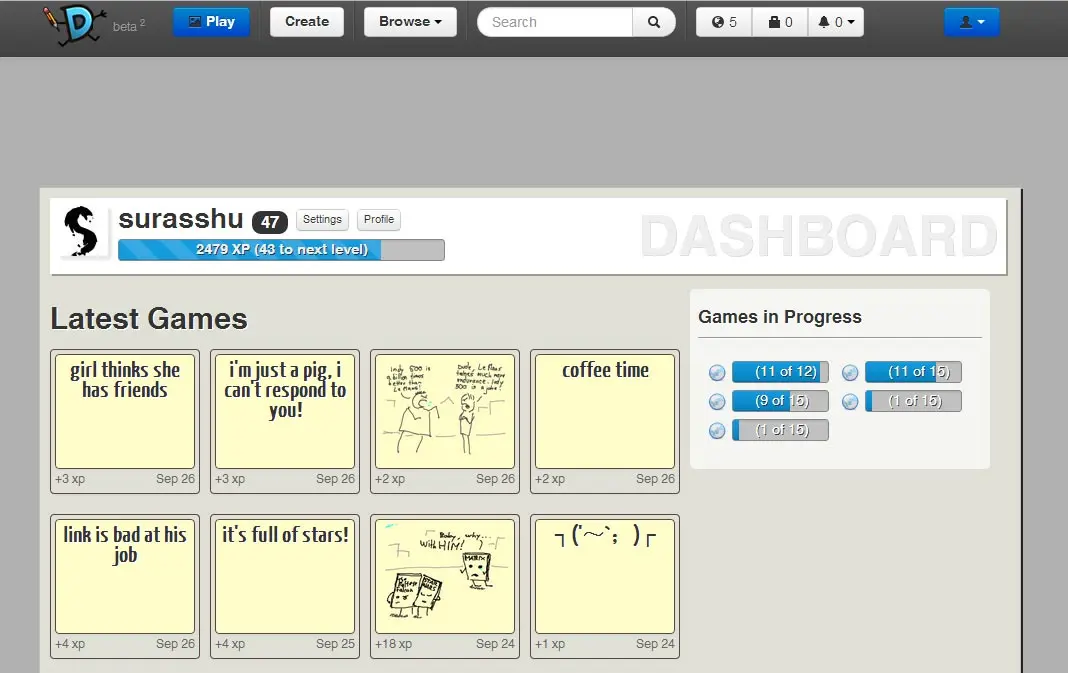 D beta 2 Play Create Browse Search 5 0 0
surasshu 47 Settings Profile
2479 XP (43 to next level)
DASHBOARD
Latest Games
Games in Progress
girl thinks she
has friends
+3 xp Sep 26
i'm just a pig, i
can't respond to
you!
+3 xp Sep 26
Indy 500 is
a billion times
better than
Le Mans!
Dude, Le Mans
takes much more
endurance. Indy
500 is a joke!
+2 xp Sep 26
coffee time
+2 xp Sep 26
(11 of 12) (11 of 15)
(9 of 15) (1 of 15)
(1 of 15)
link is bad at his
job
+4 xp Sep 26
it's full of stars!
+4 xp Sep 25
Baby, why...
With HIM!
MATRIX
Maltese
Falcon
+18 xp Sep 24
┐('～`；)┌
+1 xp Sep 24